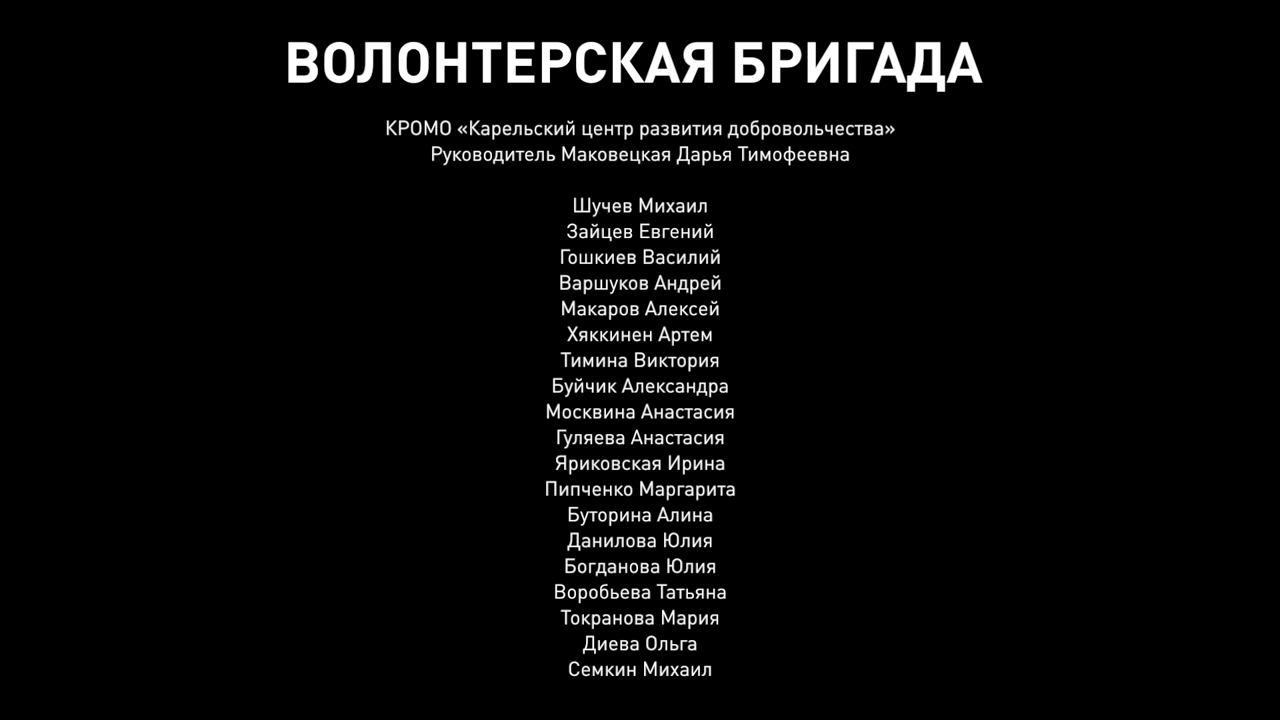 ВОЛОНТЕРСКАЯ БРИГАДА
КРОМО «Карельский центр развития добровольчества»
Руководитель Маковецкая Дарья Тимофеевна
Шучев Михаил
Зайцев Евгений
Гошкиев Василий
Варшуков Андрей
Макаров Алексей
Хяккинен Артем
Тимина Виктория
Буйчик Александра
Москвина Анастасия
Гуляева Анастасия
Яриковская Ирина
Пипченко Маргарита
Буторина Алина
Данилова Юлия
Богданова Юлия
Воробьева Татьяна
Токранова Мария
Диева Ольга
Семкин Михаил